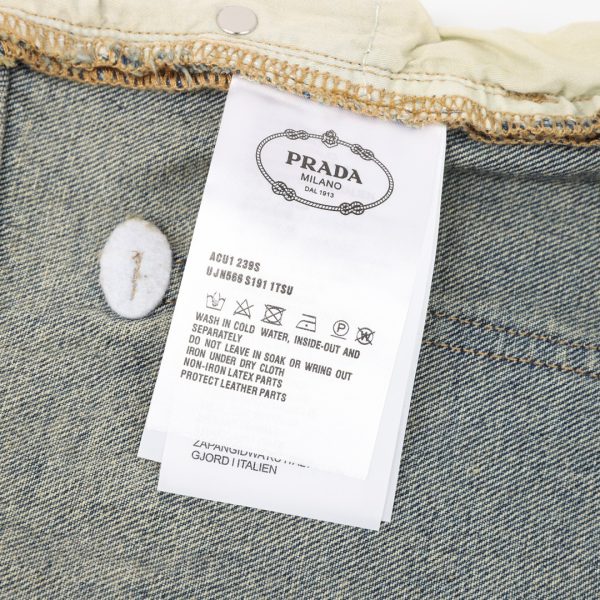 PRADA
MILANO
DAL 1913
ACU1 239S
UJN566 S191 1TSU
P
WASH IN COLD WATER, INSIDE-OUT AND
SEPARATELY
DO NOT LEAVE IN SOAK OR WRING OUT
IRON UNDER DRY CLOTH
NON-IRON LATEX PARTS
PROTECT LEATHER PARTS
GJORD I ITALIEN